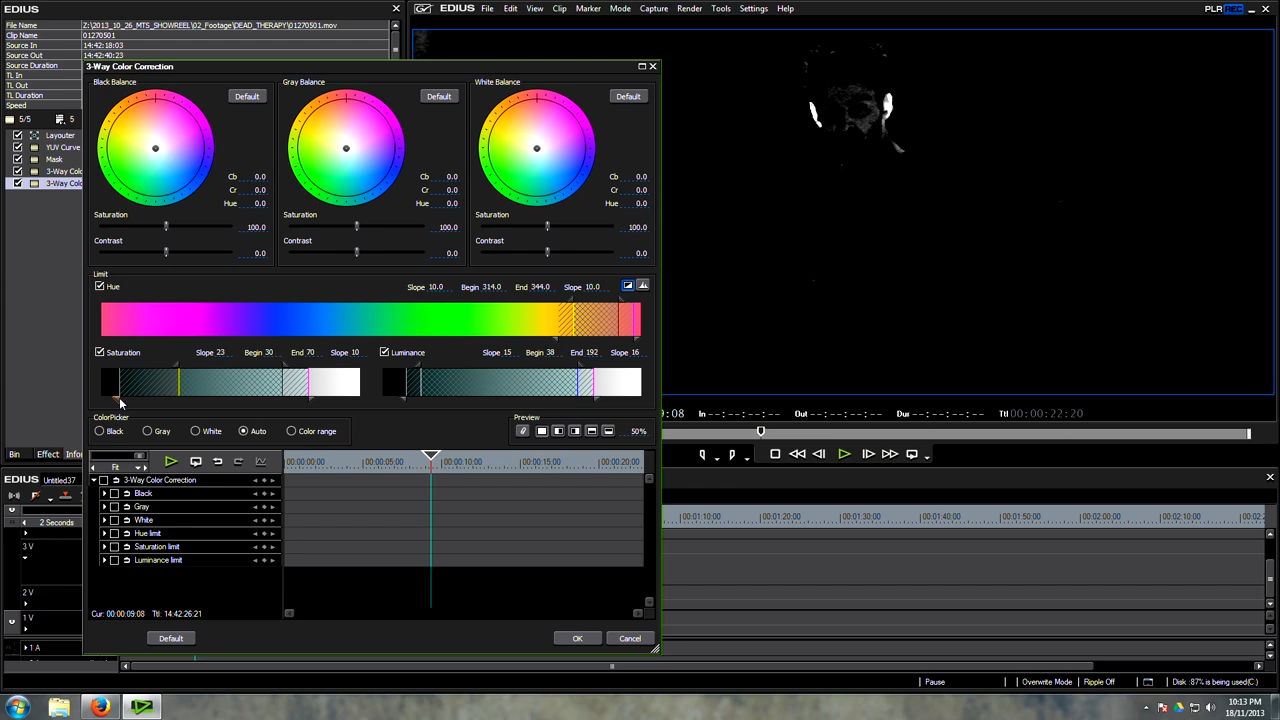 EDIUS
EDIUS File Edit View Clip Marker Mode Capture Render Tools Settings Help
PLR REC
File Name Z:\2013_10_26_MTS_SHOWREEL\02_Footage\DEAD_THERAPY\01270501.mov
Clip Name 01270501
Source In 14:42:18:03
Source Out 14:42:40:23
Source Duration
TL In
TL Out
TL Duration
Speed
5/5 5
Layouter
YUV Curve
Mask
3-Way Colo
3-Way Colo
3-Way Color Correction
Black Balance Gray Balance White Balance
Default Default Default
Cb 0.0 Cb 0.0 Cb 0.0
Cr 0.0 Cr 0.0 Cr 0.0
Hue 0.0 Hue 0.0 Hue 0.0
Saturation Saturation Saturation
100.0 100.0 100.0
Contrast Contrast Contrast
0.0 0.0 0.0
Limit
Hue Slope 10.0 Begin 314.0 End 344.0 Slope 10.0
Saturation Slope 23 Begin 30 End 70 Slope 10 Luminance Slope 15 Begin 38 End 192 Slope 16
ColorPicker Preview
Black Gray White Auto Color range 50%
9:08 In --:--:--:-- Out --:--:--:-- Dur --:--:--:-- Ttl 00:00:22:20
Bin Effect Infor
Fit 00:00:00:00 00:00:05:00 00:00:10:00 00:00:15:00 00:00:20:00
3-Way Color Correction
Black
Gray
White
Hue limit
Saturation limit
Luminance limit
Cur: 00:00:09:08 Ttl: 14:42:26:21
Default OK Cancel
EDIUS Untitled37
2 Seconds
00:01:10:00 00:01:20:00 00:01:30:00 00:01:40:00 00:01:50:00 00:02:00:00 00:02:10:00 00:02:2
3 V
2 V
1 V
1 A
Pause Overwrite Mode Ripple Off Disk :87% is being used(C:)
10:13 PM
18/11/2013